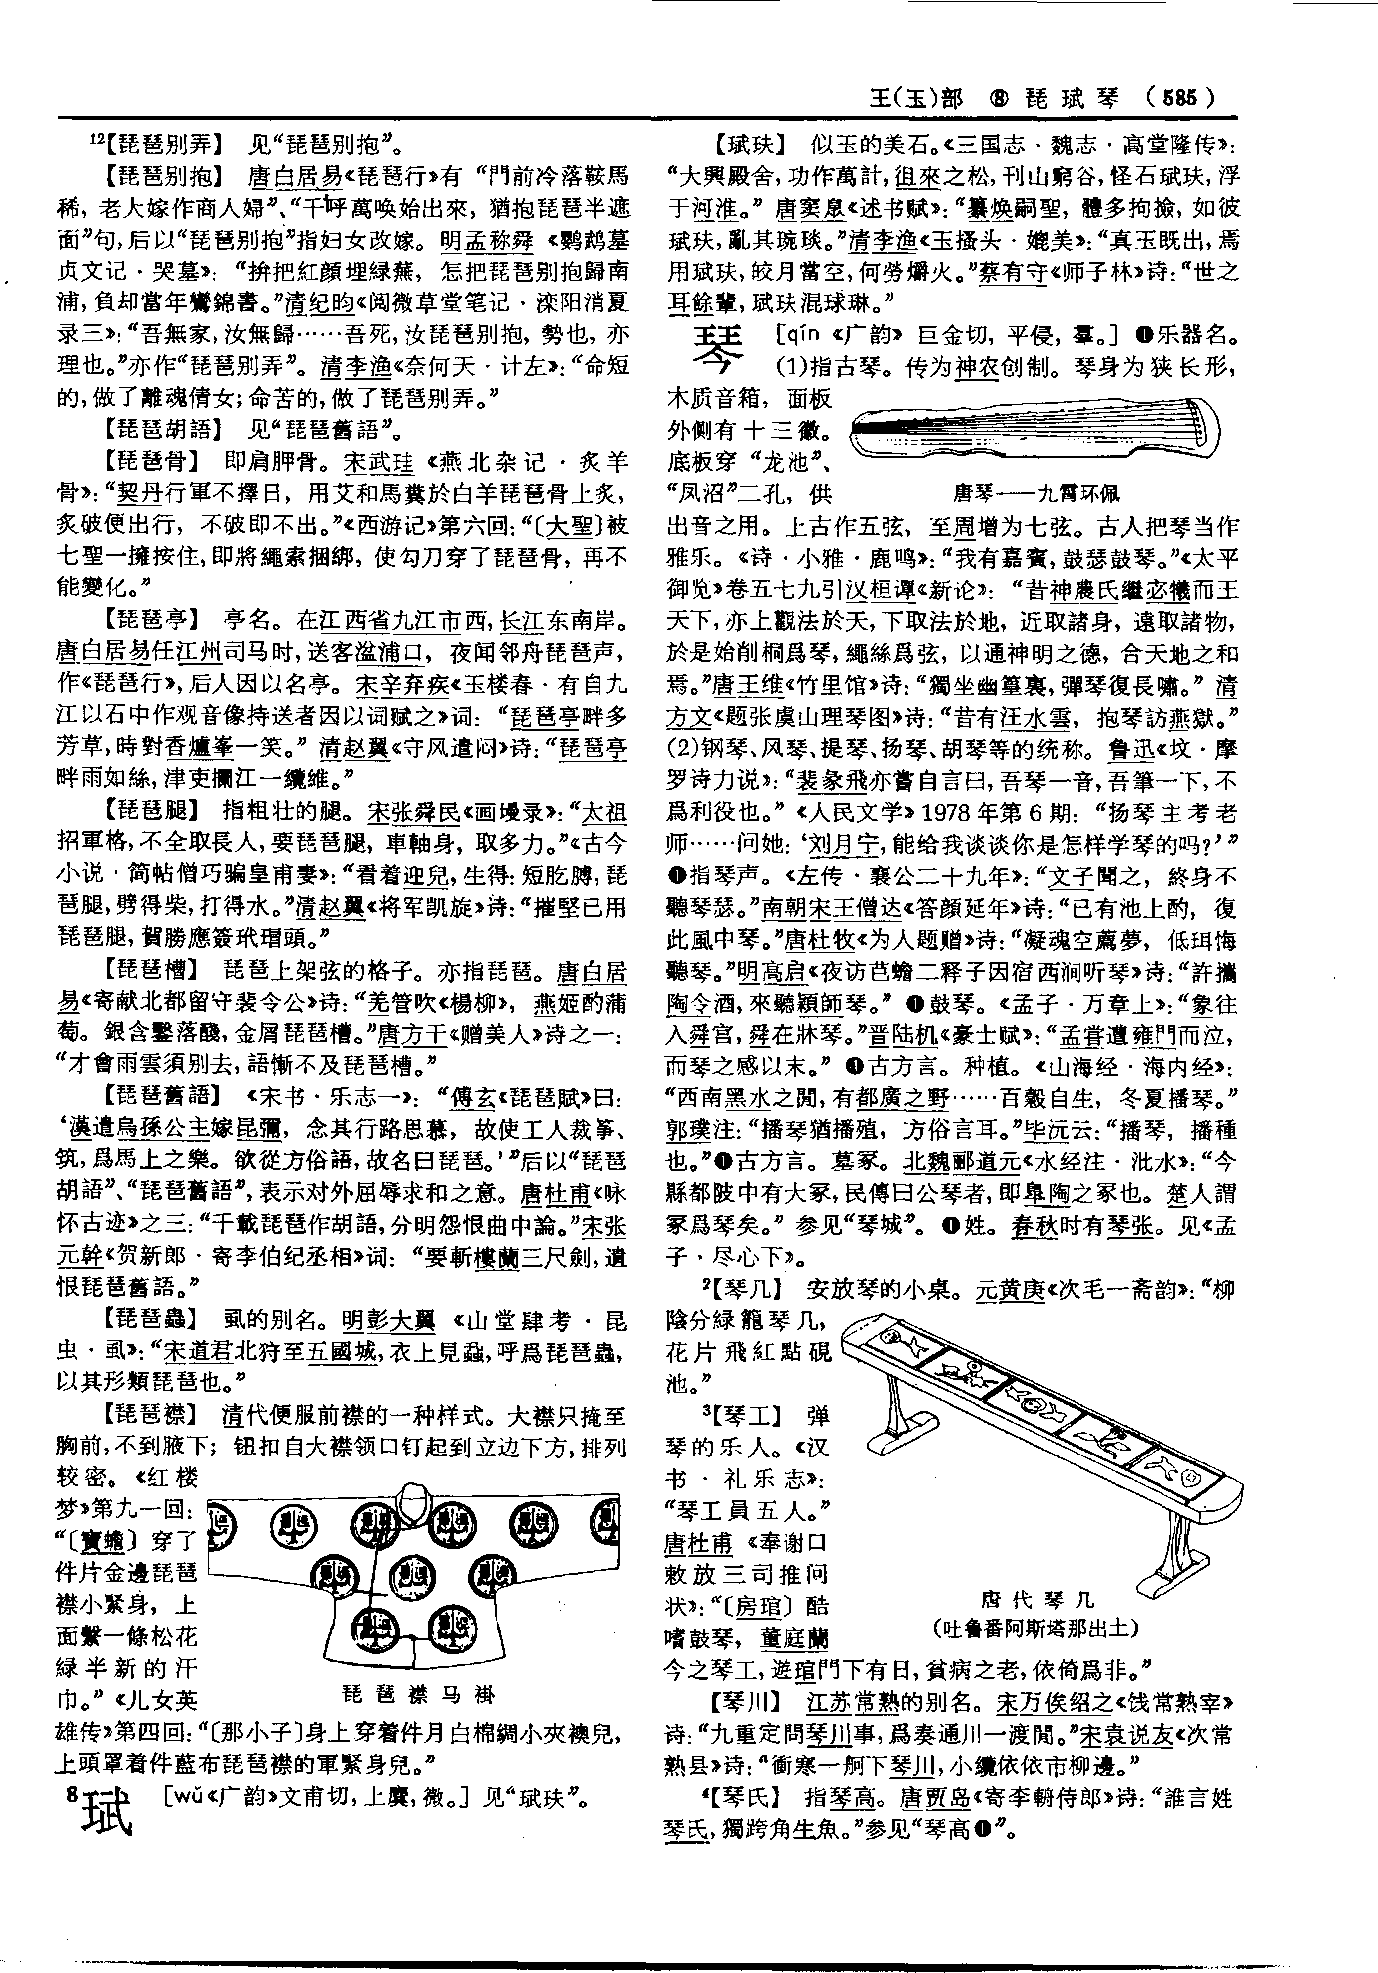 王(玉)部 ⑧ 琵珷琴 (585)
12【琵琶别弄】 见“琵琶别抱”。
【琵琶别抱】 唐白居易《琵琶行》有“門前冷落鞍馬
稀，老大嫁作商人婦”、“千呼萬唤始出來，猶抱琵琶半遮
面”句，后以“琵琶别抱”指妇女改嫁。明孟称舜《鹦鹉墓
贞文记·哭墓》：“拚把紅顔埋緑蕪，怎把琵琶别抱歸南
浦，負却當年鸞錦書。”清纪昀《阅微草堂笔记·滦阳消夏
录三》：“吾無家，汝無歸……吾死，汝琵琶别抱，勢也，亦
理也。”亦作“琵琶别弄”。清李渔《奈何天·计左》：“命短
的，做了離魂倩女；命苦的，做了琵琶别弄。”
【琵琶胡語】 见“琵琶舊語”。
【琵琶骨】 即肩胛骨。宋武珪《燕北杂记·炙羊
骨》：“契丹行軍不擇日，用艾和馬糞於白羊琵琶骨上炙，
炙破便出行，不破即不出。”《西游记》第六回：“〔大聖〕被
七聖一擁按住，即將繩索捆綁，使勾刀穿了琵琶骨，再不
能變化。”
【琵琶亭】 亭名。在江西省九江市西，长江东南岸。
唐白居易任江州司马时，送客湓浦口，夜闻邻舟琵琶声，
作《琵琶行》，后人因以名亭。宋辛弃疾《玉楼春·有自九
江以石中作观音像持送者因以词赋之》词：“琵琶亭畔多
芳草，時對香爐峯一笑。”清赵翼《守风遣闷》诗：“琵琶亭
畔雨如絲，津吏攔江一纜維。”
【琵琶腿】 指粗壮的腿。宋张舜民《画墁录》：“太祖
招軍格，不全取長人，要琵琶腿，車軸身，取多力。”《古今
小说·简帖僧巧骗皇甫妻》：“看着迎兒，生得：短肐膊，琵
琶腿，劈得柴，打得水。”清赵翼《将军凯旋》诗：“摧堅已用
琵琶腿，賀勝應簽玳瑁頭。”
【琵琶槽】 琵琶上架弦的格子。亦指琵琶。唐白居
易《寄献北都留守裴令公》诗：“羌管吹《楊柳》，燕姬酌蒲
萄。銀含鑿落醆，金屑琵琶槽。”唐方干《赠美人》诗之一：
“才會雨雲須别去，語慚不及琵琶槽。”
【琵琶舊語】 《宋书·乐志一》：“傅玄《琵琶賦》曰：
‘漢遣烏孫公主嫁昆彌，念其行路思慕，故使工人裁筝、
筑，爲馬上之樂。欲從方俗語，故名曰琵琶。’”后以“琵琶
胡語”、“琵琶舊語”，表示对外屈辱求和之意。唐杜甫《咏
怀古迹》之三：“千載琵琶作胡語，分明怨恨曲中論。”宋张
元幹《贺新郎·寄李伯纪丞相》词：“要斬樓蘭三尺劍，遺
恨琵琶舊語。”
【琵琶蟲】 虱的别名。明彭大翼《山堂肆考·昆
虫·虱》：“宋道君北狩至五國城，衣上見蝨，呼爲琵琶蟲，
以其形類琵琶也。”
【琵琶襟】 清代便服前襟的一种样式。大襟只掩至
胸前，不到腋下；钮扣自大襟领口钉起到立边下方，排列
较密。《红楼
梦》第九一回：
“〔寶蟾〕穿了
件片金邊琵琶
襟小緊身，上
面繫一條松花
緑半新的汗
巾。”《儿女英
琵琶襟马褂
雄传》第四回：“〔那小子〕身上穿着件月白棉綢小夾襖兒，
上頭罩着件藍布琵琶襟的單緊身兒。”
8珷 [wǔ《广韵》文甫切，上麌，微。] 见“珷玞”。
【珷玞】 似玉的美石。《三国志·魏志·高堂隆传》：
“大興殿舍，功作萬計，徂來之松，刊山窮谷，怪石珷玞，浮
于河淮。”唐窦臮《述书赋》：“纂焕嗣聖，體多拘撿，如彼
珷玞，亂其琬琰。”清李渔《玉搔头·媲美》：“真玉既出，焉
用珷玞，皎月當空，何勞爝火。”蔡有守《师子林》诗：“世之
耳餘輩，珷玞混球琳。”
琴 [qín《广韵》巨金切，平侵，羣。] ❶乐器名。
(1)指古琴。传为神农创制。琴身为狭长形，
木质音箱，面板
外侧有十三徽。
底板穿“龙池”、
“凤沼”二孔，供
唐琴——九霄环佩
出音之用。上古作五弦，至周增为七弦。古人把琴当作
雅乐。《诗·小雅·鹿鸣》：“我有嘉賓，鼓瑟鼓琴。”《太平
御览》卷五七九引汉桓谭《新论》：“昔神農氏繼宓犧而王
天下，亦上觀法於天，下取法於地，近取諸身，遠取諸物，
於是始削桐爲琴，繩絲爲弦，以通神明之德，合天地之和
焉。”唐王维《竹里馆》诗：“獨坐幽篁裏，彈琴復長嘯。”清
方文《题张虞山理琴图》诗：“昔有汪水雲，抱琴訪燕獄。”
(2)钢琴、风琴、提琴、扬琴、胡琴等的统称。鲁迅《坟·摩
罗诗力说》：“裴彖飛亦嘗自言曰，吾琴一音，吾筆一下，不
爲利役也。”《人民文学》1978年第6期：“扬琴主考老
师……问她：‘刘月宁，能给我谈谈你是怎样学琴的吗？’”
❶指琴声。《左传·襄公二十九年》：“文子聞之，終身不
聽琴瑟。”南朝宋王僧达《答颜延年》诗：“已有池上酌，復
此風中琴。”唐杜牧《为人题赠》诗：“凝魂空薦夢，低珥悔
聽琴。”明高启《夜访芑蟾二释子因宿西涧听琴》诗：“許攜
陶令酒，來聽穎師琴。” ❶鼓琴。《孟子·万章上》：“象往
入舜宫，舜在牀琴。”晋陆机《豪士赋》：“孟嘗遭雍門而泣，
而琴之感以末。” ❶古方言。种植。《山海经·海内经》：
“西南黑水之閒，有都廣之野……百穀自生，冬夏播琴。”
郭璞注：“播琴猶播殖，方俗言耳。”毕沅云：“播琴，播種
也。”❶古方言。墓冢。北魏郦道元《水经注·沘水》：“今
縣都陂中有大冢，民傳曰公琴者，即臯陶之冢也。楚人謂
冢爲琴矣。”参见“琴城”。❶姓。春秋时有琴张。见《孟
子·尽心下》。
2【琴几】 安放琴的小桌。元黄庚《次毛一斋韵》：“柳
陰分緑籠琴几，
花片飛紅點硯
池。”
3【琴工】 弹
琴的乐人。《汉
书·礼乐志》：
“琴工員五人。”
唐杜甫《奉谢口
敕放三司推问
状》：“〔房琯〕酷
嗜鼓琴，董庭蘭
唐代琴几
(吐鲁番阿斯塔那出土)
今之琴工，遊琯門下有日，貧病之老，依倚爲非。”
【琴川】 江苏常熟的别名。宋万俟绍之《饯常熟宰》
诗：“九重定問琴川事，爲奏通川一渡閒。”宋袁说友《次常
熟县》诗：“衝寒一舸下琴川，小纜依依市柳邊。”
4【琴氏】 指琴高。唐贾岛《寄李輈侍郎》诗：“誰言姓
琴氏，獨跨角生魚。”参见“琴高❶”。